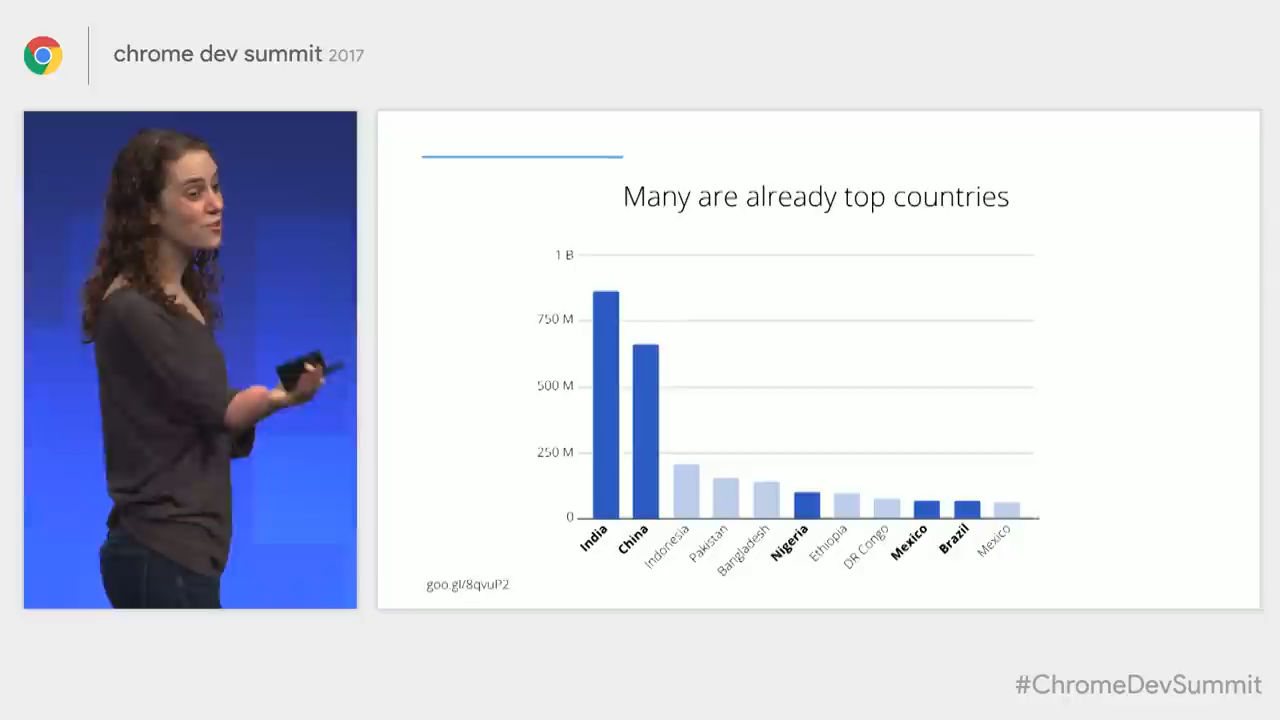 chrome dev summit 2017
Many are already top countries
1 B
750 M
500 M
250 M
0
India
China
Indonesia
Pakistan
Bangladesh
Nigeria
Ethiopia
DR Congo
Mexico
Brazil
Mexico
goo.gl/8qvuP2
#ChromeDevSummit